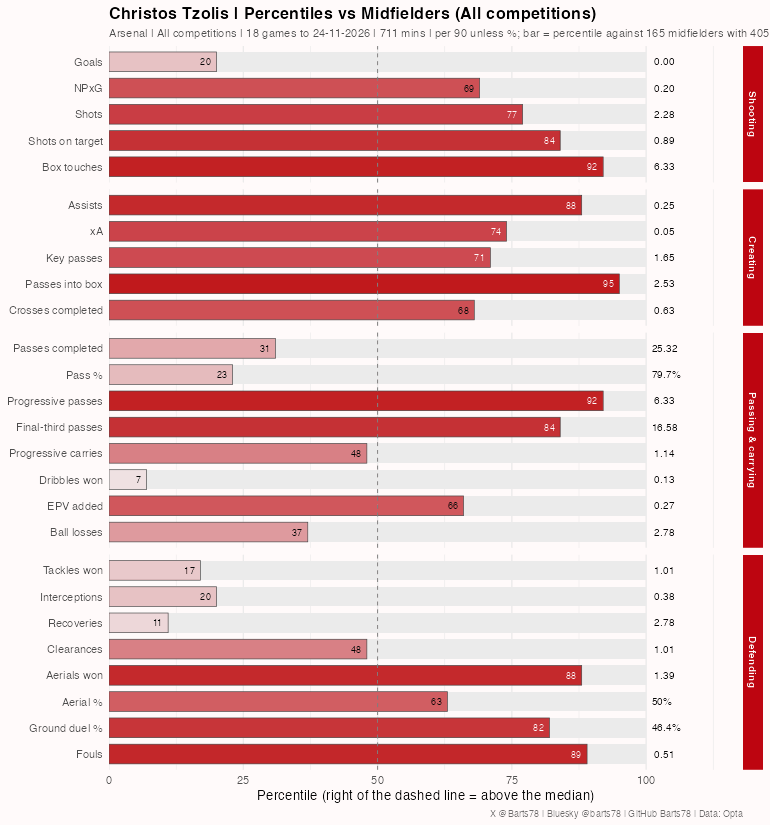 Christos Tzolis | Percentiles vs Midfielders (All competitions)
Arsenal | All competitions | 18 games to 24-11-2026 | 711 mins | per 90 unless %; bar = percentile against 165 midfielders with 405
Goals 20 0.00
NPxG 69 0.20
Shots 77 2.28
Shots on target 84 0.89
Box touches 92 6.33
Shooting
Assists 88 0.25
xA 74 0.05
Key passes 71 1.65
Passes into box 95 2.53
Crosses completed 68 0.63
Creating
Passes completed 31 25.32
Pass % 23 79.7%
Progressive passes 92 6.33
Final-third passes 84 16.58
Progressive carries 48 1.14
Dribbles won 7 0.13
EPV added 66 0.27
Ball losses 37 2.78
Passing & carrying
Tackles won 17 1.01
Interceptions 20 0.38
Recoveries 11 2.78
Clearances 48 1.01
Aerials won 88 1.39
Aerial % 63 50%
Ground duel % 82 46.4%
Fouls 89 0.51
Defending
0 25 50 75 100
Percentile (right of the dashed line = above the median)
X @Barts78 | Bluesky @barts78 | GitHub Barts78 | Data: Opta